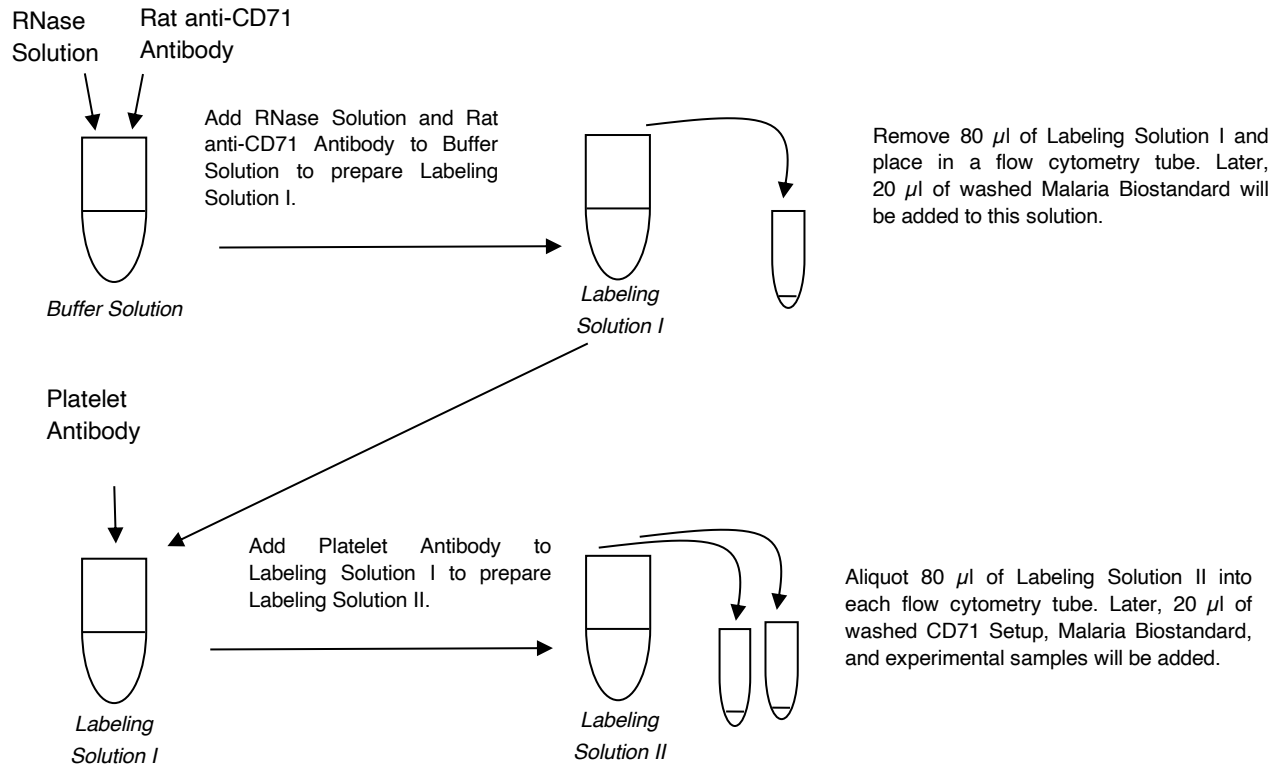 RNase
Solution
Rat anti-CD71
Antibody
Add RNase Solution and Rat
anti-CD71 Antibody to Buffer
Solution to prepare Labeling
Solution I.
Remove 80 µl of Labeling Solution I and
place in a flow cytometry tube. Later,
20 µl of washed Malaria Biostandard will
be added to this solution.
Buffer Solution
Labeling
Solution I
Platelet
Antibody
Add Platelet Antibody to
Labeling Solution I to prepare
Labeling Solution II.
Aliquot 80 µl of Labeling Solution II into
each flow cytometry tube. Later, 20 µl of
washed CD71 Setup, Malaria Biostandard,
and experimental samples will be added.
Labeling
Solution I
Labeling
Solution II